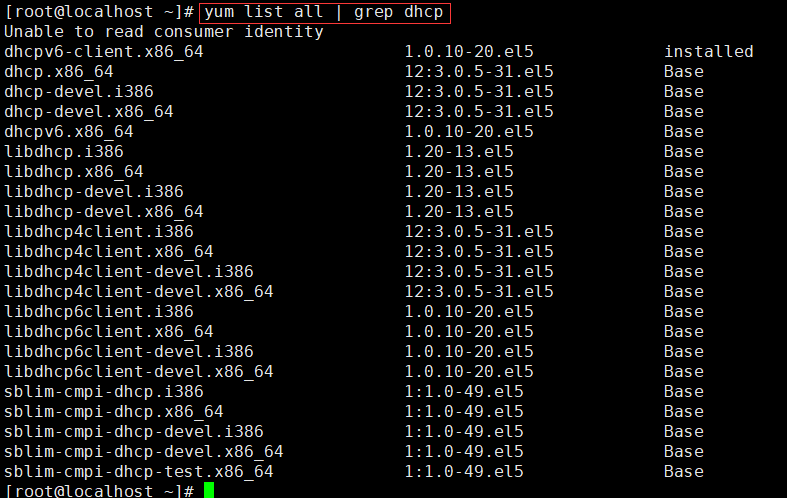 [root@localhost ~]# yum list all | grep dhcp
Unable to read consumer identity
dhcpv6-client.x86_64 1.0.10-20.el5 installed
dhcp.x86_64 12:3.0.5-31.el5 Base
dhcp-devel.i386 12:3.0.5-31.el5 Base
dhcp-devel.x86_64 12:3.0.5-31.el5 Base
dhcpv6.x86_64 1.0.10-20.el5 Base
libdhcp.i386 1.20-13.el5 Base
libdhcp.x86_64 1.20-13.el5 Base
libdhcp-devel.i386 1.20-13.el5 Base
libdhcp-devel.x86_64 1.20-13.el5 Base
libdhcp4client.i386 12:3.0.5-31.el5 Base
libdhcp4client.x86_64 12:3.0.5-31.el5 Base
libdhcp4client-devel.i386 12:3.0.5-31.el5 Base
libdhcp4client-devel.x86_64 12:3.0.5-31.el5 Base
libdhcp6client.i386 1.0.10-20.el5 Base
libdhcp6client.x86_64 1.0.10-20.el5 Base
libdhcp6client-devel.i386 1.0.10-20.el5 Base
libdhcp6client-devel.x86_64 1.0.10-20.el5 Base
sblim-cmpi-dhcp.i386 1:1.0-49.el5 Base
sblim-cmpi-dhcp.x86_64 1:1.0-49.el5 Base
sblim-cmpi-dhcp-devel.i386 1:1.0-49.el5 Base
sblim-cmpi-dhcp-devel.x86_64 1:1.0-49.el5 Base
sblim-cmpi-dhcp-test.x86_64 1:1.0-49.el5 Base
[root@localhost ~]#